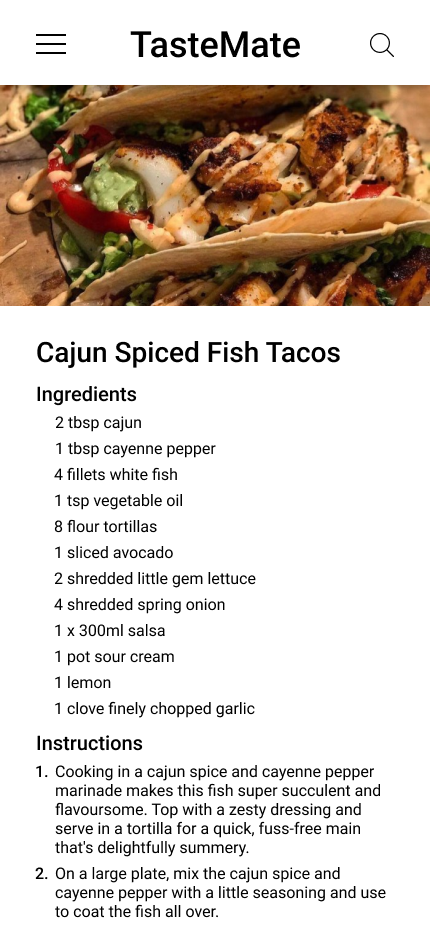 TasteMate
Cajun Spiced Fish Tacos
Ingredients
2 tbsp cajun
1 tbsp cayenne pepper
4 fillets white fish
1 tsp vegetable oil
8 flour tortillas
1 sliced avocado
2 shredded little gem lettuce
4 shredded spring onion
1 x 300ml salsa
1 pot sour cream
1 lemon
1 clove finely chopped garlic
Instructions
1. Cooking in a cajun spice and cayenne pepper
marinade makes this fish super succulent and
flavoursome. Top with a zesty dressing and
serve in a tortilla for a quick, fuss-free main
that's delightfully summery.
2. On a large plate, mix the cajun spice and
cayenne pepper with a little seasoning and use
to coat the fish all over.